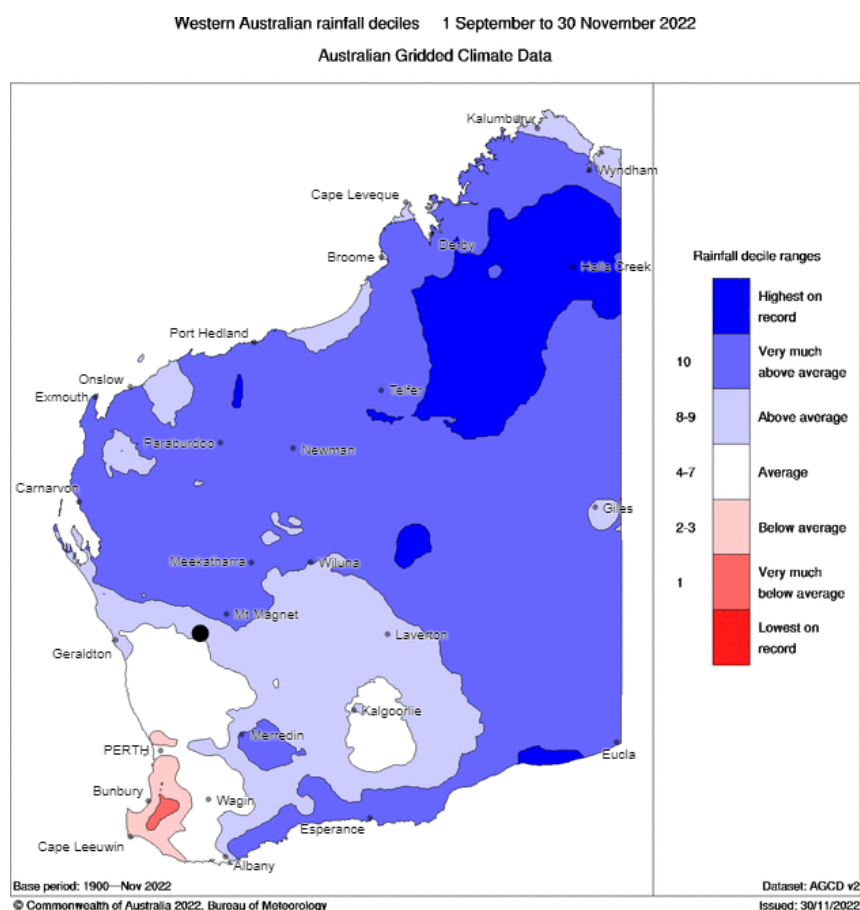 Western Australian rainfall deciles 1 September to 30 November 2022
Australian Gridded Climate Data
Kalumburu
Wyndham
Cape Leveque
Derby
Broome
Halls Creek
Rainfall decile ranges
Highest on
record
Port Hedland
10
Very much
above average
Onslow
Telfer
Exmouth
8-9
Above average
Paraburdoo
Newman
4-7
Average
Carnarvon
Giles
2-3
Below average
Meekatharra
Wiluna
1
Very much
below average
Mt Magnet
Laverton
Lowest on
record
Geraldton
Kalgoorlie
Merredin
PERTH
Eucla
Bunbury
Wagin
Esperance
Cape Leeuwin
Albany
Base period: 1900—Nov 2022
Dataset: AGCD v2
© Commonwealth of Australia 2022, Bureau of Meteorology
Issued: 30/11/2022